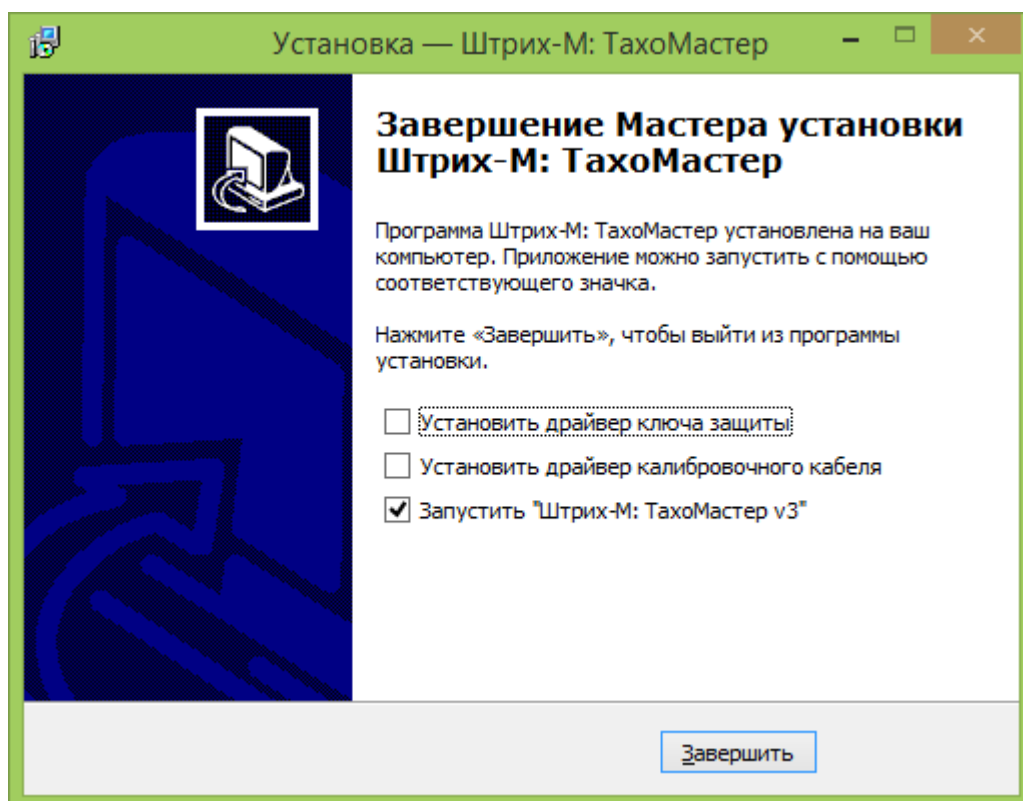 Установка — Штрих-М: ТахоМастер
Завершение Мастера установки
Штрих-М: ТахоМастер
Программа Штрих-М: ТахоМастер установлена на ваш
компьютер. Приложение можно запустить с помощью
соответствующего значка.
Нажмите «Завершить», чтобы выйти из программы
установки.
Установить драйвер ключа защиты
Установить драйвер калибровочного кабеля
Запустить "Штрих-М: ТахоМастер v3"
Завершить